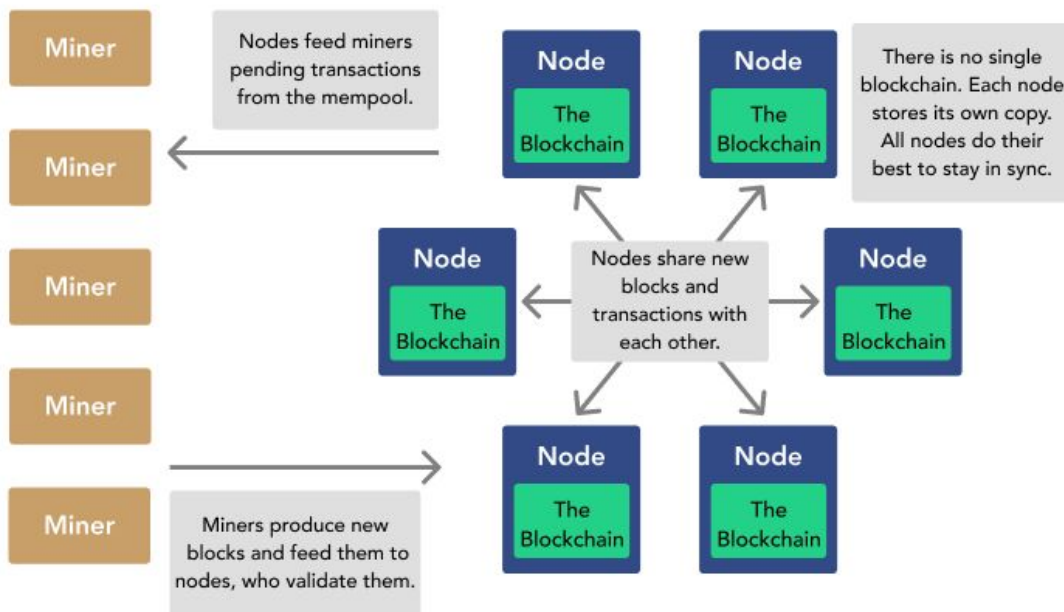 Miner
Miner
Miner
Miner
Miner
Nodes feed miners
pending transactions
from the mempool.
Node
The
Blockchain
Node
The
Blockchain
There is no single
blockchain. Each node
stores its own copy.
All nodes do their
best to stay in sync.
Node
The
Blockchain
Nodes share new
blocks and
transactions with
each other.
Node
The
Blockchain
Miners produce new
blocks and feed them to
nodes, who validate them.
Node
The
Blockchain
Node
The
Blockchain